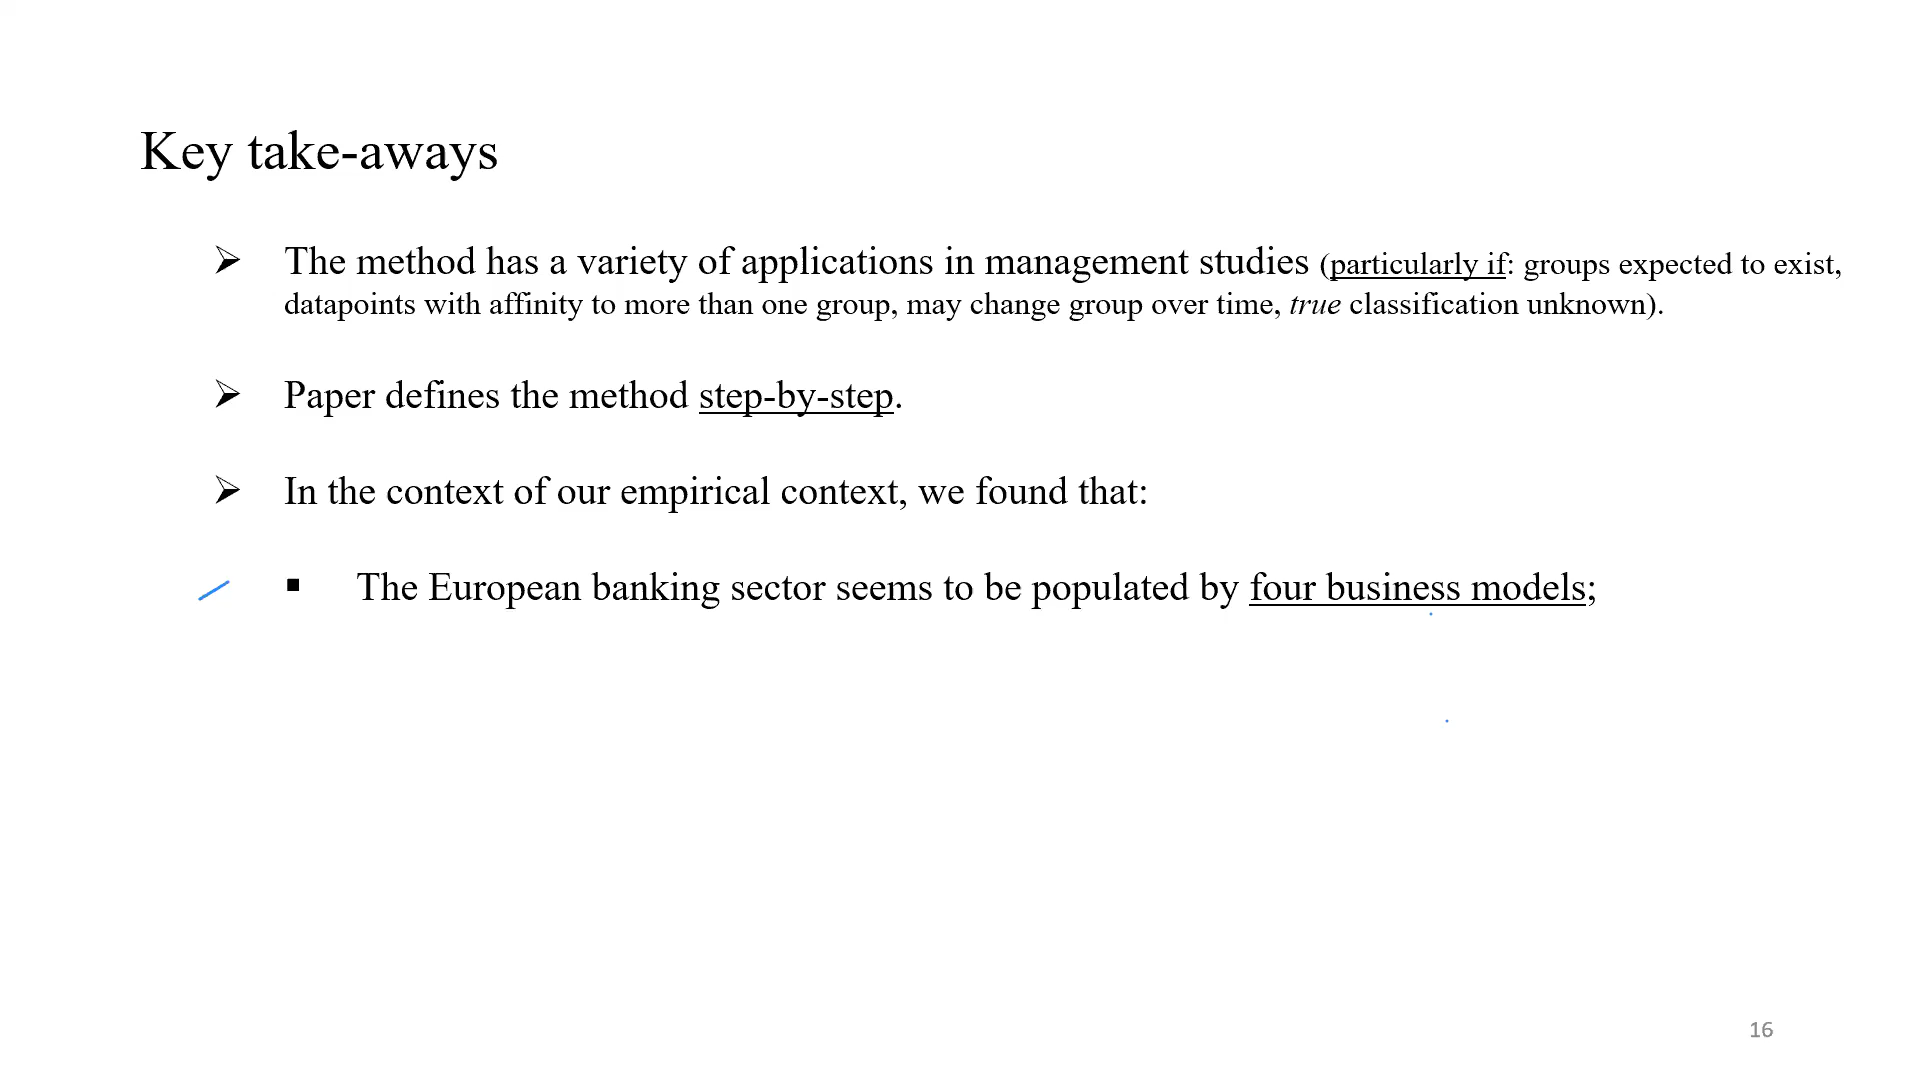 Key take-aways
➢ The method has a variety of applications in management studies (particularly if: groups expected to exist,
datapoints with affinity to more than one group, may change group over time, true classification unknown).
➢ Paper defines the method step-by-step.
➢ In the context of our empirical context, we found that:
▪ The European banking sector seems to be populated by four business models;
16